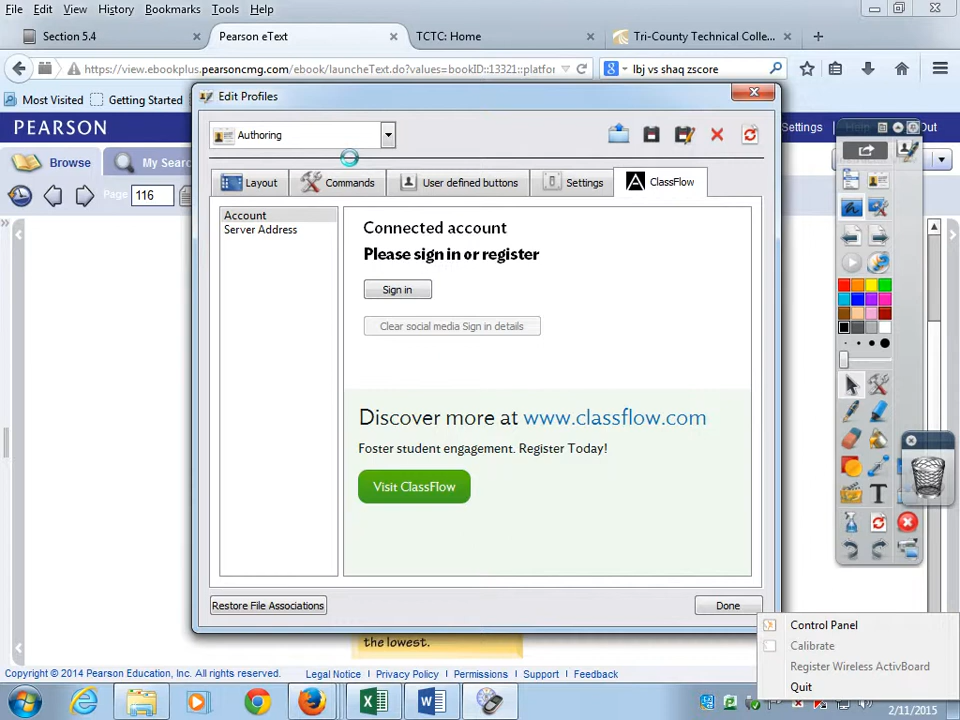 File Edit View History Bookmarks Tools Help
Section 5.4 Pearson eText TCTC: Home Tri-County Technical Colle...
https://view.ebookplus.pearsoncmg.com/ebook/launcheText.do?values=bookID::13321::platfor lbj vs shaq zscore
Most Visited Getting Started
Edit Profiles
PEARSON
Settings
Out
Authoring
Browse
My Sear
Page 116
Layout Commands User defined buttons Settings ClassFlow
Account
Server Address
Connected account
Please sign in or register
Sign in
Clear social media Sign in details
Discover more at www.classflow.com
Foster student engagement. Register Today!
Visit ClassFlow
Restore File Associations
Done
the lowest.
Control Panel
Calibrate
Register Wireless ActivBoard
Quit
Copyright © 2014 Pearson Education, Inc. All rights reserved. Legal Notice | Privacy Policy | Permissions | Support | Feedback
2/11/2015